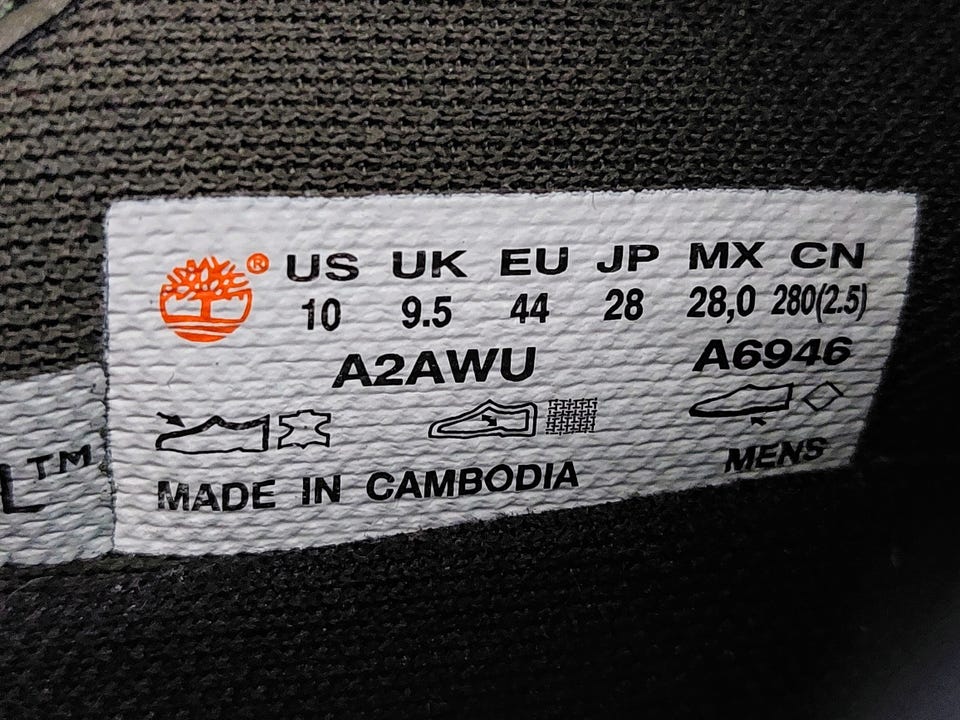 ® US UK EU JP MX CN
10 9.5 44 28 28,0 280(2.5)
A2AWU A6946
MADE IN CAMBODIA MENS
L™